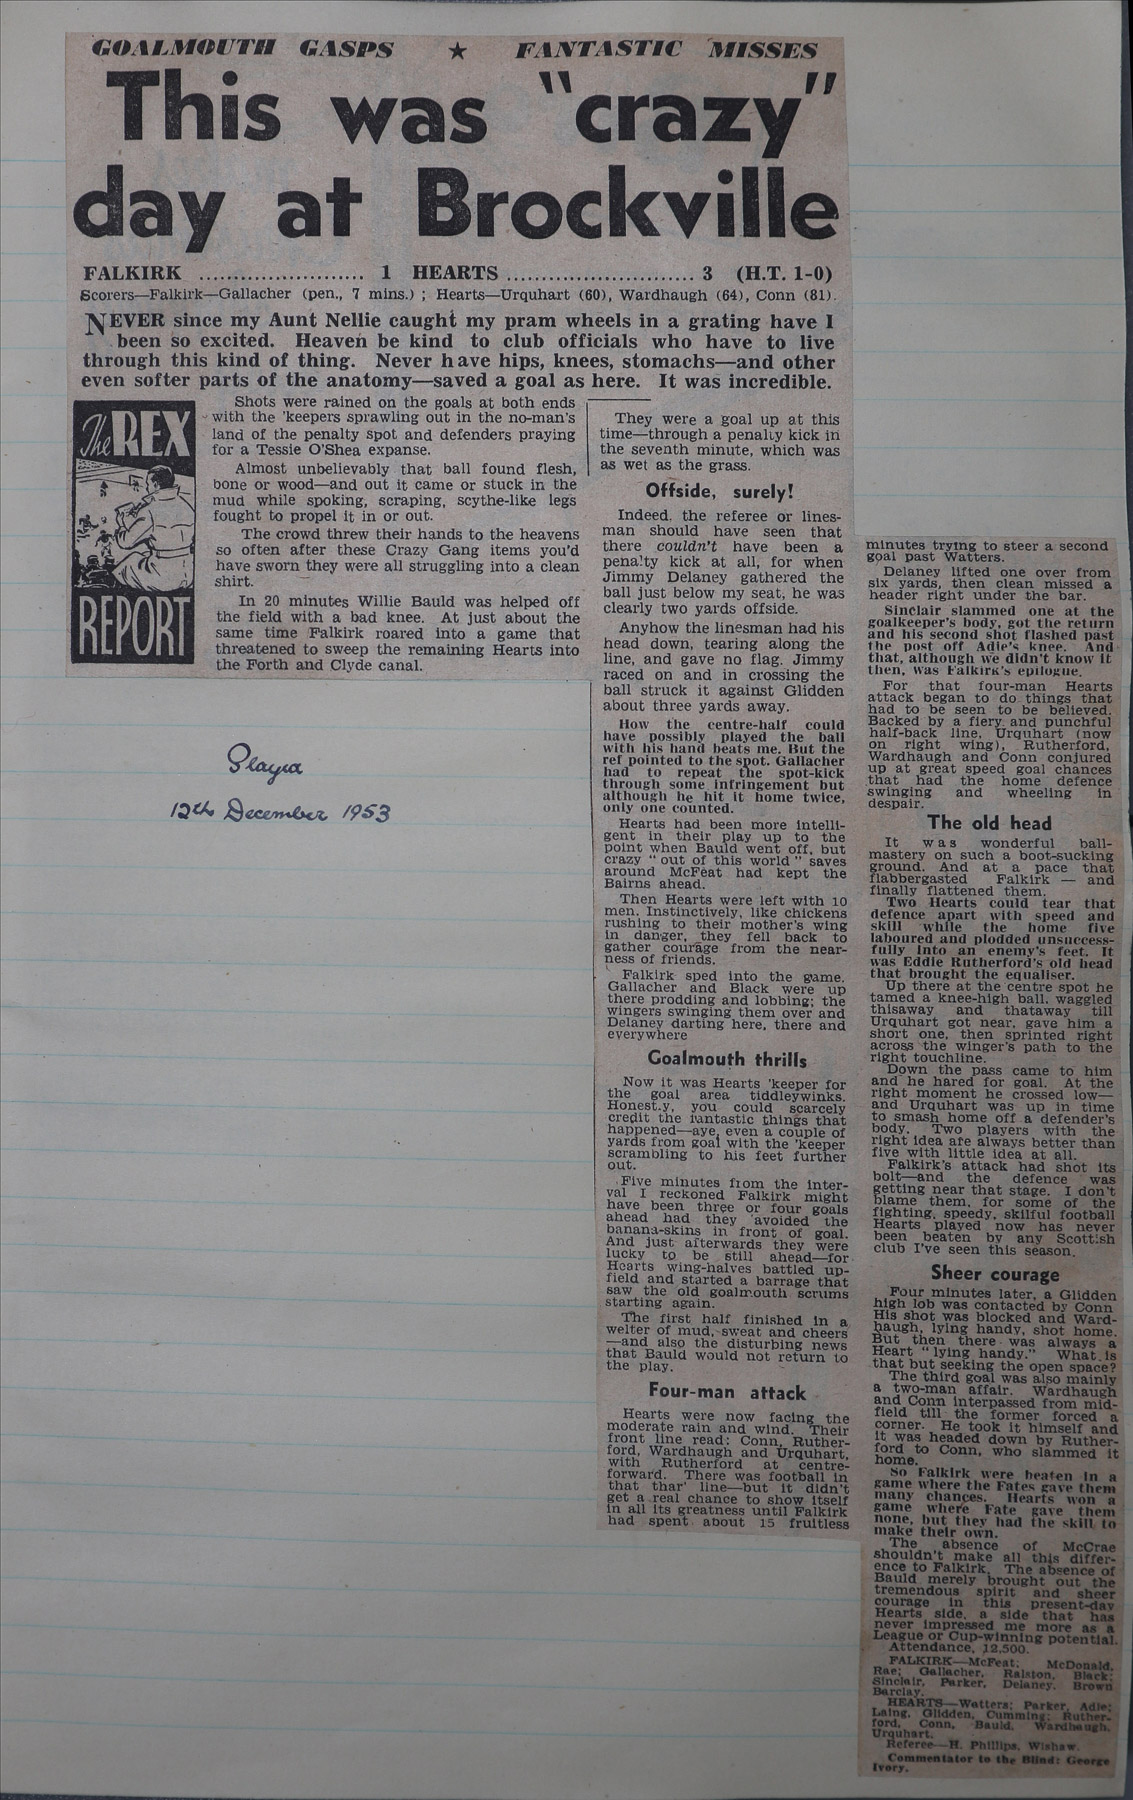 GOALMOUTH GASPS ★ FANTASTIC MISSES
This was "crazy"
day at Brockville
FALKIRK ........................ 1 HEARTS ........................... 3 (H.T. 1-0)
Scorers—Falkirk—Gallacher (pen., 7 mins.) ; Hearts—Urquhart (60), Wardhaugh (64), Conn (81).
NEVER since my Aunt Nellie caught my pram wheels in a grating have I
been so excited. Heaven be kind to club officials who have to live
through this kind of thing. Never have hips, knees, stomachs—and other
even softer parts of the anatomy—saved a goal as here. It was incredible.
The REX
REPORT
Shots were rained on the goals at both ends
with the 'keepers sprawling out in the no-man's
land of the penalty spot and defenders praying
for a Tessie O'Shea expanse.
Almost unbelievably that ball found flesh,
bone or wood—and out it came or stuck in the
mud while spoking, scraping, scythe-like legs
fought to propel it in or out.
The crowd threw their hands to the heavens
so often after these Crazy Gang items you'd
have sworn they were all struggling into a clean
shirt.
In 20 minutes Willie Bauld was helped off
the field with a bad knee. At just about the
same time Falkirk roared into a game that
threatened to sweep the remaining Hearts into
the Forth and Clyde canal.
They were a goal up at this
time—through a penalty kick in
the seventh minute, which was
as wet as the grass.
Offside, surely!
Indeed, the referee or lines-
man should have seen that
there couldn't have been a
penalty kick at all, for when
Jimmy Delaney gathered the
ball just below my seat, he was
clearly two yards offside.
Anyhow the linesman had his
head down, tearing along the
line, and gave no flag. Jimmy
raced on and in crossing the
ball struck it against Glidden
about three yards away.
How the centre-half could
have possibly played the ball
with his hand beats me. But the
ref pointed to the spot. Gallacher
had to repeat the spot-kick
through some infringement but
although he hit it home twice,
only one counted.
Hearts had been more intelli-
gent in their play up to the
point when Bauld went off, but
crazy "out of this world" saves
around McFeat had kept the
Bairns ahead.
Then Hearts were left with 10
men. Instinctively, like chickens
rushing to their mother's wing
in danger, they fell back to
gather courage from the near-
ness of friends.
Falkirk sped into the game.
Gallacher and Black were up
there prodding and lobbing; the
wingers swinging them over and
Delaney darting here, there and
everywhere
Goalmouth thrills
Now it was Hearts 'keeper for
the goal area tiddleywinks.
Honest.y, you could scarcely
credit the fantastic things that
happened—aye, even a couple of
yards from goal with the 'keeper
scrambling to his feet further
out.
Five minutes from the inter-
val I reckoned Falkirk might
have been three or four goals
ahead had they avoided the
banana-skins in front of goal.
And just afterwards they were
lucky to be still ahead—for
Hearts wing-halves battled up-
field and started a barrage that
saw the old goalmouth scrums
starting again.
The first half finished in a
welter of mud, sweat and cheers
—and also the disturbing news
that Bauld would not return to
the play.
Four-man attack
Hearts were now facing the
moderate rain and wind. Their
front line read: Conn, Ruther-
ford, Wardhaugh and Urquhart,
with Rutherford at centre-
forward. There was football in
that thar' line—but it didn't
get a real chance to show itself
in all its greatness until Falkirk
had spent about 15 fruitless
minutes trying to steer a second
goal past Watters.
Delaney lifted one over from
six yards, then clean missed a
header right under the bar.
Sinclair slammed one at the
goalkeeper's body, got the return
and his second shot flashed past
the post off Adie's knee. And
that, although we didn't know it
then, was Falkirk's epilogue.
For that four-man Hearts
attack began to do things that
had to be seen to be believed.
Backed by a fiery and punchful
half-back line, Urquhart (now
on right wing), Rutherford,
Wardhaugh and Conn conjured
up at great speed goal chances
that had the home defence
swinging and wheeling in
despair.
The old head
It was wonderful ball-
mastery on such a boot-sucking
ground. And at a pace that
flabbergasted Falkirk — and
finally flattened them.
Two Hearts could tear that
defence apart with speed and
skill while the home five
laboured and plodded unsuccess-
fully into an enemy's feet. It
was Eddie Rutherford's old head
that brought the equaliser.
Up there at the centre spot he
tamed a knee-high ball, waggled
thisaway and thataway till
Urquhart got near, gave him a
short one, then sprinted right
across the winger's path to the
right touchline.
Down the pass came to him
and he hared for goal. At the
right moment he crossed low—
and Urquhart was up in time
to smash home off a defender's
body. Two players with the
right idea are always better than
five with little idea at all.
Falkirk's attack had shot its
bolt—and the defence was
getting near that stage. I don't
blame them, for some of the
fighting, speedy, skilful football
Hearts played now has never
been beaten by any Scottish
club I've seen this season.
Sheer courage
Four minutes later, a Glidden
high lob was contacted by Conn
His shot was blocked and Ward-
haugh, lying handy, shot home.
But then there was always a
Heart "lying handy." What is
that but seeking the open space?
The third goal was also mainly
a two-man affair. Wardhaugh
and Conn interpassed from mid-
field till the former forced a
corner. He took it himself and
it was headed down by Ruther-
ford to Conn, who slammed it
home.
So Falkirk were beaten in a
game where the Fates gave them
many chances. Hearts won a
game where Fate gave them
none, but they had the skill to
make their own.
The absence of McCrae
shouldn't make all this differ-
ence to Falkirk. The absence of
Bauld merely brought out the
tremendous spirit and sheer
courage in this present-day
Hearts side, a side that has
never impressed me more as a
League or Cup-winning potential.
Attendance, 12,500.
FALKIRK—McFeat; McDonald,
Rae; Gallacher, Ralston, Black;
Sinclair, Parker, Delaney, Brown
Barclay.
HEARTS—Watters; Parker, Adie;
Laing, Glidden, Cumming; Ruther-
ford, Conn, Bauld, Wardhaugh,
Urquhart.
Referee—H. Phillips, Wishaw.
Commentator to the Blind: George
Ivory.
Played
12th December 1953